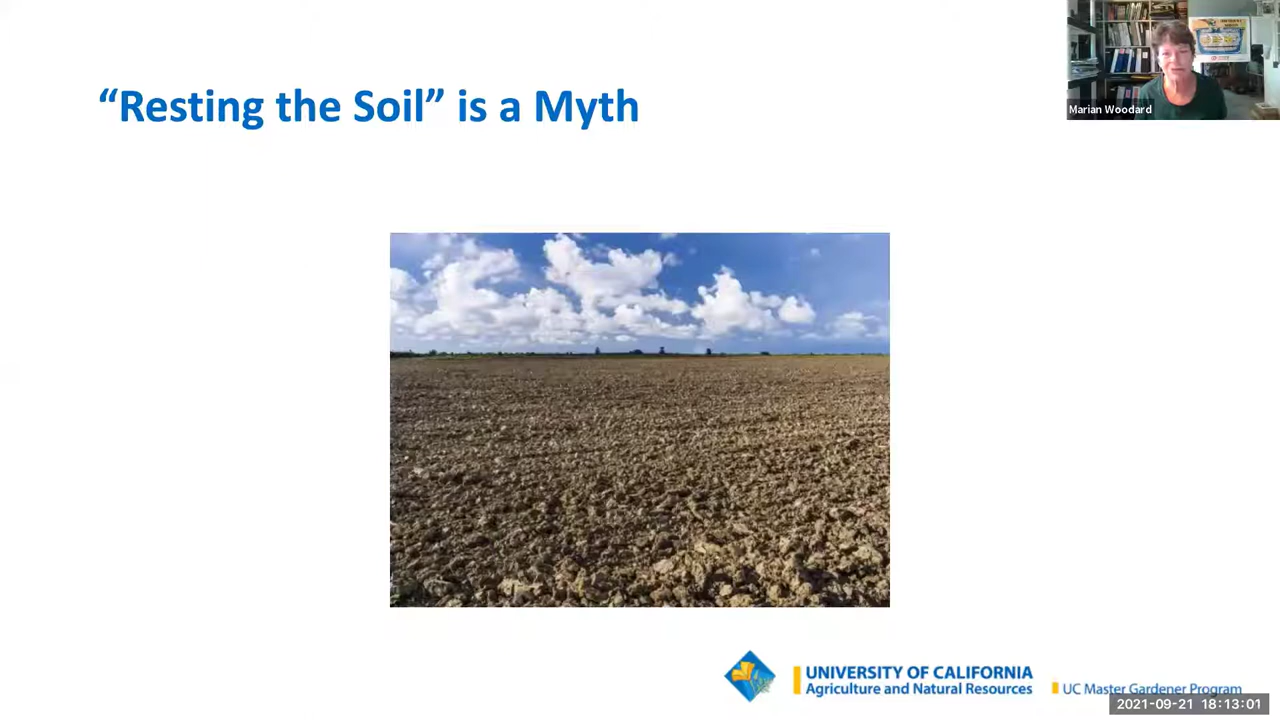 “Resting the Soil” is a Myth
Marian Woodard
UNIVERSITY OF CALIFORNIA
Agriculture and Natural Resources
UC Master Gardener Program
2021-09-21 18:13:01